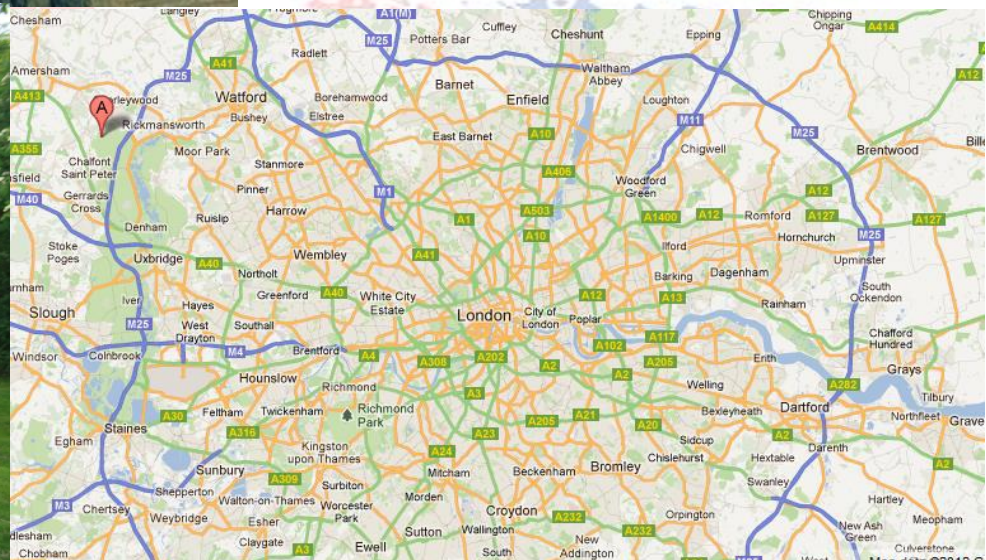 Chesham
Langley
A1(M)
Cuffley
Cheshunt
Epping
Chipping
Ongar
A414
M25
Potters Bar
Radlett
A41
M25
Waltham
Abbey
A12
Amersham
A413
Watford
Borehamwood
Barnet
Enfield
Loughton
M11
A
Bushey
Elstree
Rickmansworth
East Barnet
A10
M25
A355
Moor Park
Chigwell
Brentwood
Chalfont
Saint Peter
Stanmore
A406
Woodford
Green
M40
Gerrards
Cross
Pinner
M1
A12
Ruislip
Harrow
A1
A503
A1400
A12
Romford
A127
A127
Denham
A10
Hornchurch
M25
Stoke
Poges
Uxbridge
A40
Wembley
A41
Ilford
Upminster
Northolt
Barking
Dagenham
Iver
Hayes
Greenford
A40
White City
Estate
A12
A13
South
Ockendon
Slough
M25
West
Drayton
Southall
London
City of
London
Poplar
Rainham
Chafford
Hundred
Windsor
Colnbrook
M4
Brentford
A4
A308
A202
A2
A102
A117
A205
Erith
Grays
Hounslow
Richmond
A2
Welling
A282
Tilbury
A3
A30
Feltham
Twickenham
Richmond
Park
A205
A21
A20
Bexleyheath
Dartford
Northfleet
Staines
A316
A23
Sidcup
A2
Egham
Kingston
upon Thames
A24
Chislehurst
Hextable
Darenth
A2
Sunbury
A309
Surbiton
Mitcham
Beckenham
Bromley
Swanley
M3
Shepperton
Walton-on-Thames
Worcester
Park
Morden
Hartley
Chertsey
Weybridge
Esher
Croydon
A232
Orpington
Meopham
Claygate
A3
Ewell
Sutton
Wallington
A232
New Ash
Green
Chobham
South
New
Addington
M25
West
Culverstone